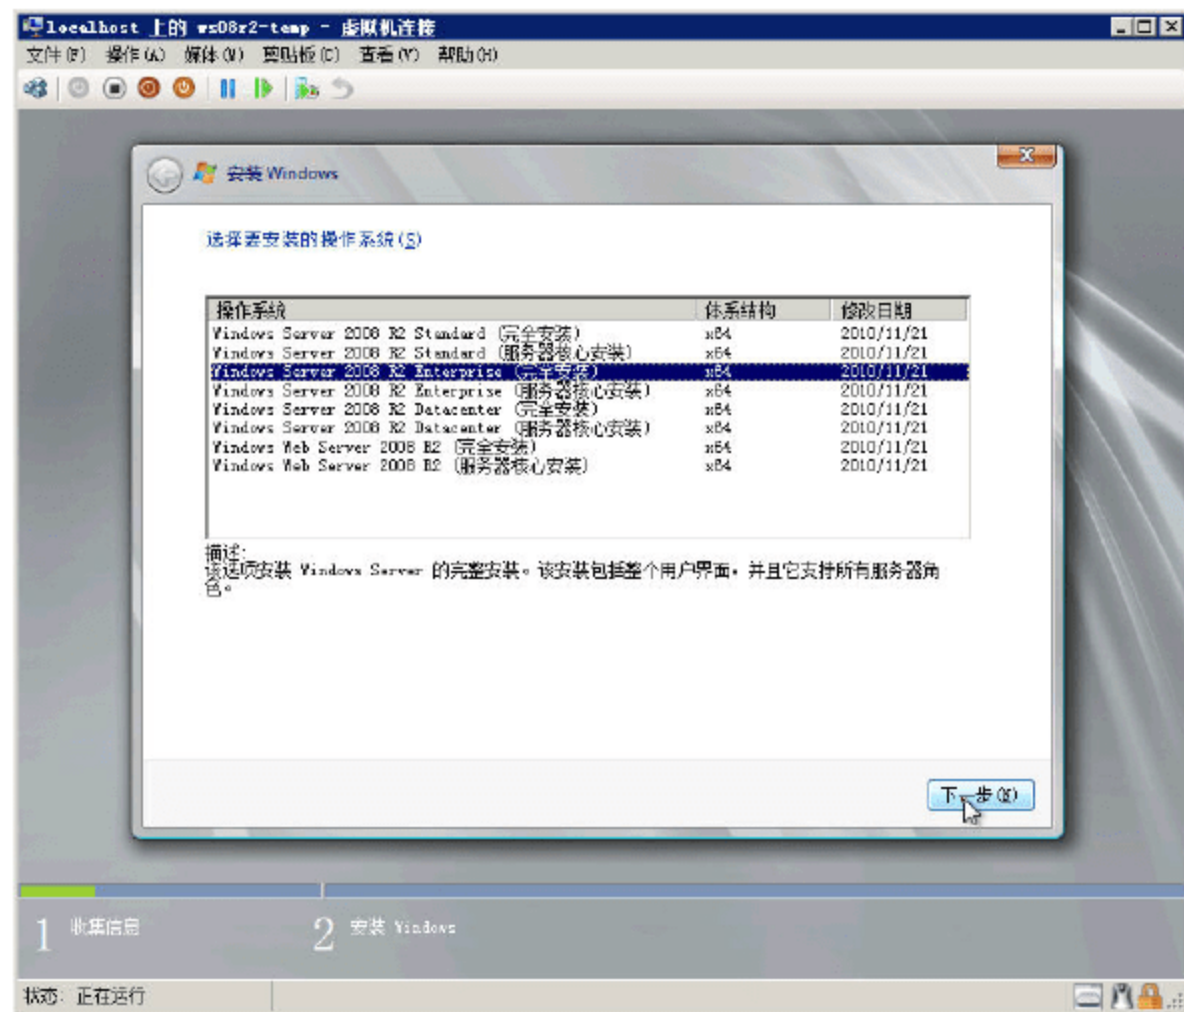 localhost 上的 ws08r2-temp - 虚拟机连接
文件(F) 操作(A) 媒体(M) 剪贴板(C) 查看(V) 帮助(H)
安装 Windows
选择要安装的操作系统(S)
操作系统 体系结构 修改日期
Windows Server 2008 R2 Standard (完全安装) x64 2010/11/21
Windows Server 2008 R2 Standard (服务器核心安装) x64 2010/11/21
Windows Server 2008 R2 Enterprise (完全安装) x64 2010/11/21
Windows Server 2008 R2 Enterprise (服务器核心安装) x64 2010/11/21
Windows Server 2008 R2 Datacenter (完全安装) x64 2010/11/21
Windows Server 2008 R2 Datacenter (服务器核心安装) x64 2010/11/21
Windows Web Server 2008 R2 (完全安装) x64 2010/11/21
Windows Web Server 2008 R2 (服务器核心安装) x64 2010/11/21
描述:
该选项安装 Windows Server 的完整安装。该安装包括整个用户界面，并且它支持所有服务器角
色。
下一步(N)
1 收集信息 2 安装 Windows
状态: 正在运行